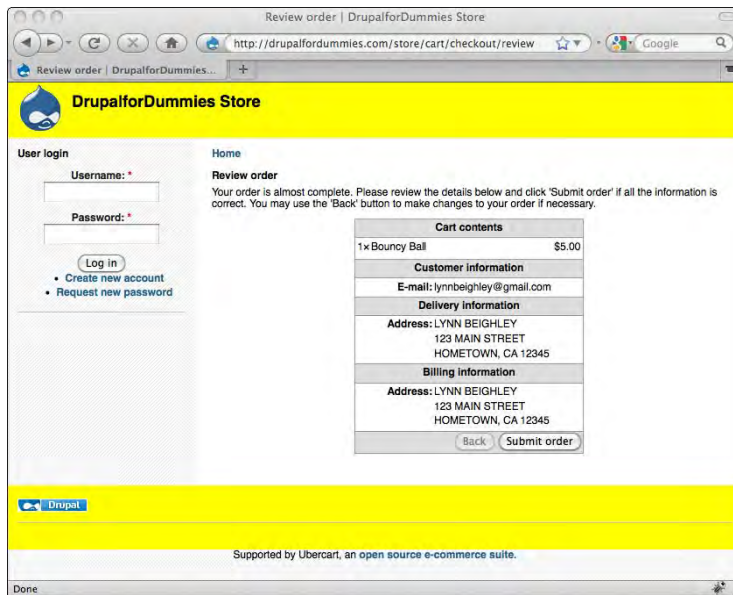 Review order | DrupalforDummies Store
http://drupalfordummies.com/store/cart/checkout/review
Google
Review order | DrupalforDummies...
DrupalforDummies Store
User login
Username: *
Password: *
Log in
• Create new account
• Request new password
Home
Review order
Your order is almost complete. Please review the details below and click 'Submit order' if all the information is
correct. You may use the 'Back' button to make changes to your order if necessary.
Cart contents
1× Bouncy Ball $5.00
Customer information
E-mail: lynnbeighley@gmail.com
Delivery information
Address: LYNN BEIGHLEY
123 MAIN STREET
HOMETOWN, CA 12345
Billing information
Address: LYNN BEIGHLEY
123 MAIN STREET
HOMETOWN, CA 12345
Back Submit order
Drupal
Supported by Ubercart, an open source e-commerce suite.
Done